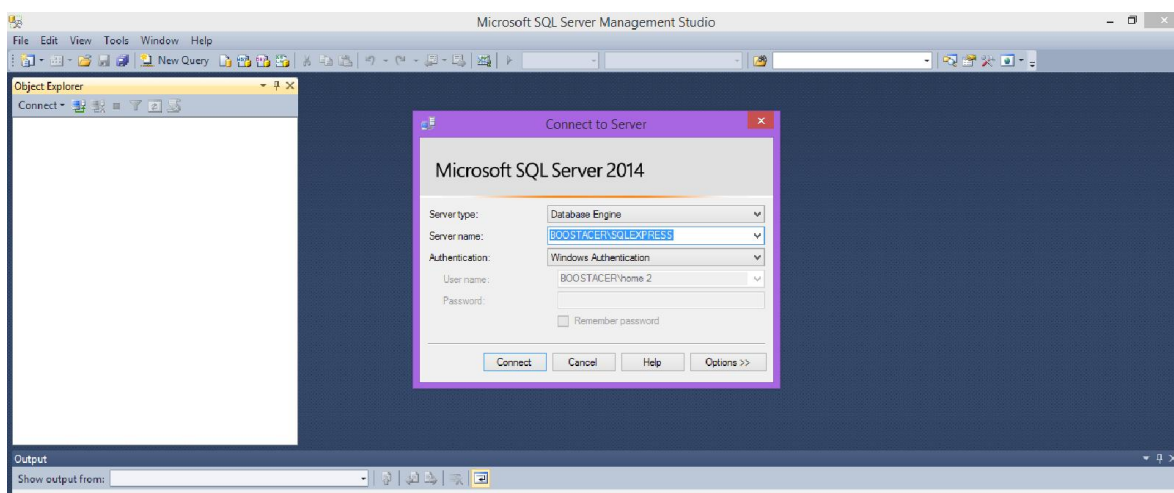 Microsoft SQL Server Management Studio
File Edit View Tools Window Help
New Query
Object Explorer
Connect
Connect to Server
Microsoft SQL Server 2014
Server type: Database Engine
Server name: BOOSTACER\SQLEXPRESS
Authentication: Windows Authentication
User name: BOOSTACER\home 2
Password:
Remember password
Connect Cancel Help Options >>
Output
Show output from: